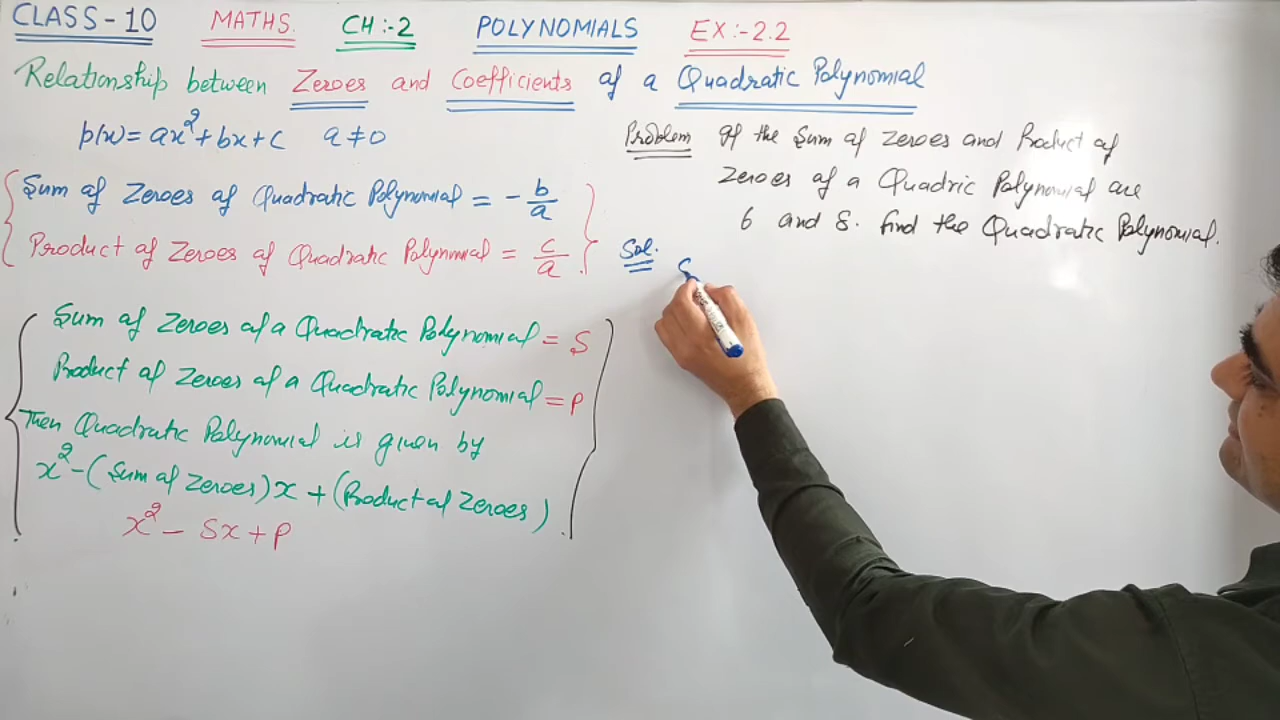 CLASS-10 MATHS. CH:-2 POLYNOMIALS EX:-2.2
Relationship between Zeroes and Coefficients of a Quadratic Polynomial
p(x) = ax²+bx+c a≠0
Sum of Zeroes of Quadratic Polynomial = -b/a
Product of Zeroes of Quadratic Polynomial = c/a
Sum of Zeroes of a Quadratic Polynomial = S
Product of Zeroes of a Quadratic Polynomial = P
Then Quadratic Polynomial is given by
x²-(Sum of Zeroes)x+(Product of Zeroes)
x²- Sx+P
Problem If the Sum of Zeroes and Product of
Zeroes of a Quadric Polynomial are
6 and 8. find the Quadratic Polynomial.
Sol.